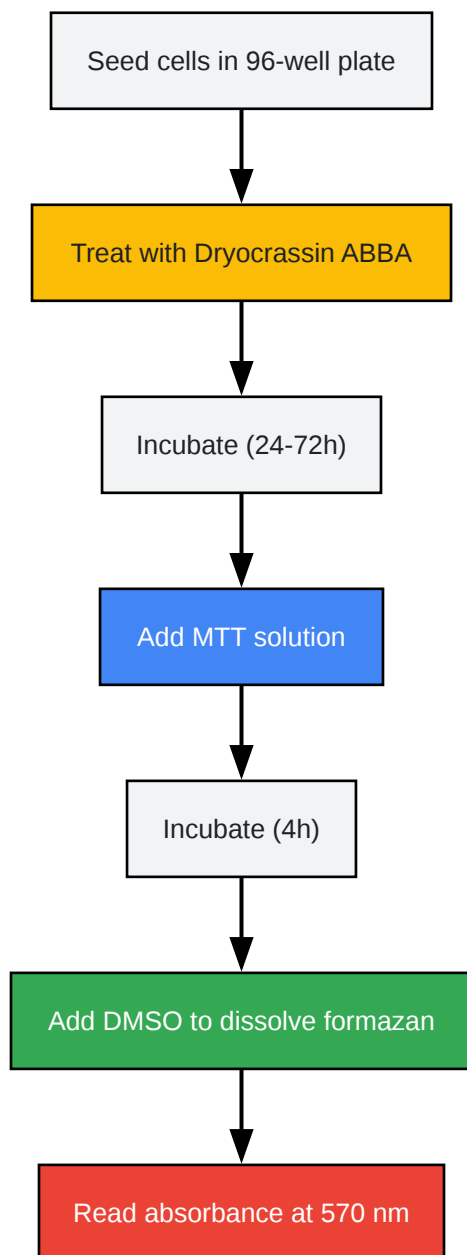 Seed cells in 96-well plate
Treat with Dryocrassin ABBA
Incubate (24-72h)
Add MTT solution
Incubate (4h)
Add DMSO to dissolve formazan
Read absorbance at 570 nm